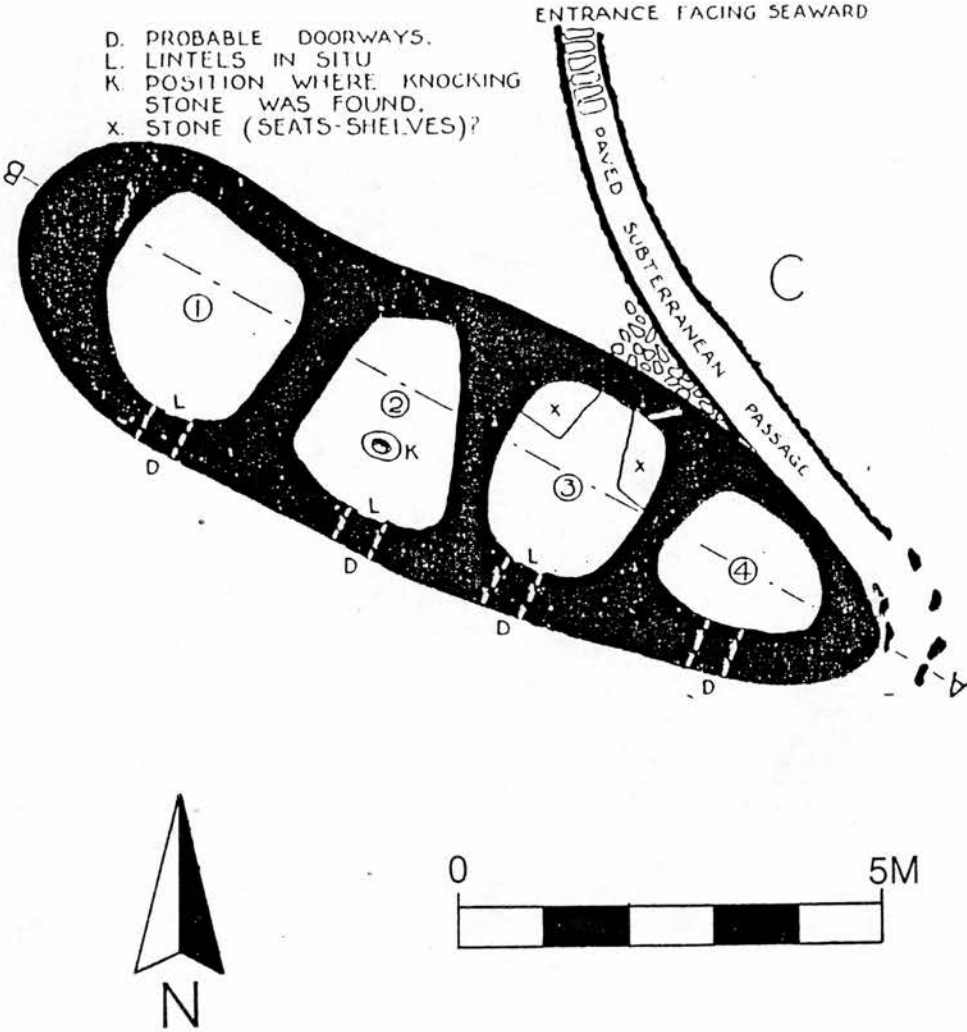 ENTRANCE FACING SEAWARD
D. PROBABLE DOORWAYS.
L. LINTELS IN SITU
K POSITION WHERE KNOCKING
STONE WAS FOUND.
X. STONE (SEATS-SHELVES)?
PAVED SUBTERRANEAN PASSAGE
B
C
1
L
D
2
K
L
D
X
X
3
L
D
4
D
A
0 5M
N